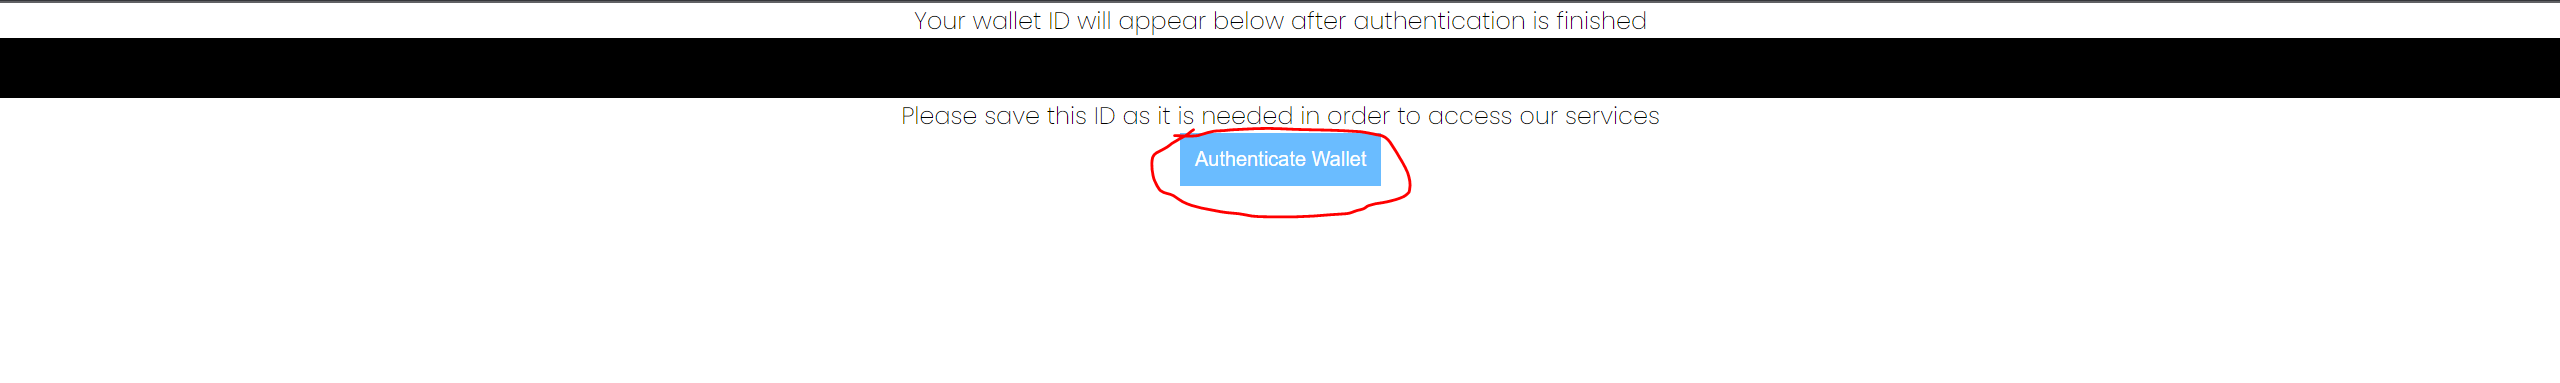 Your wallet ID will appear below after authentication is finished
Please save this ID as it is needed in order to access our services
Authenticate Wallet